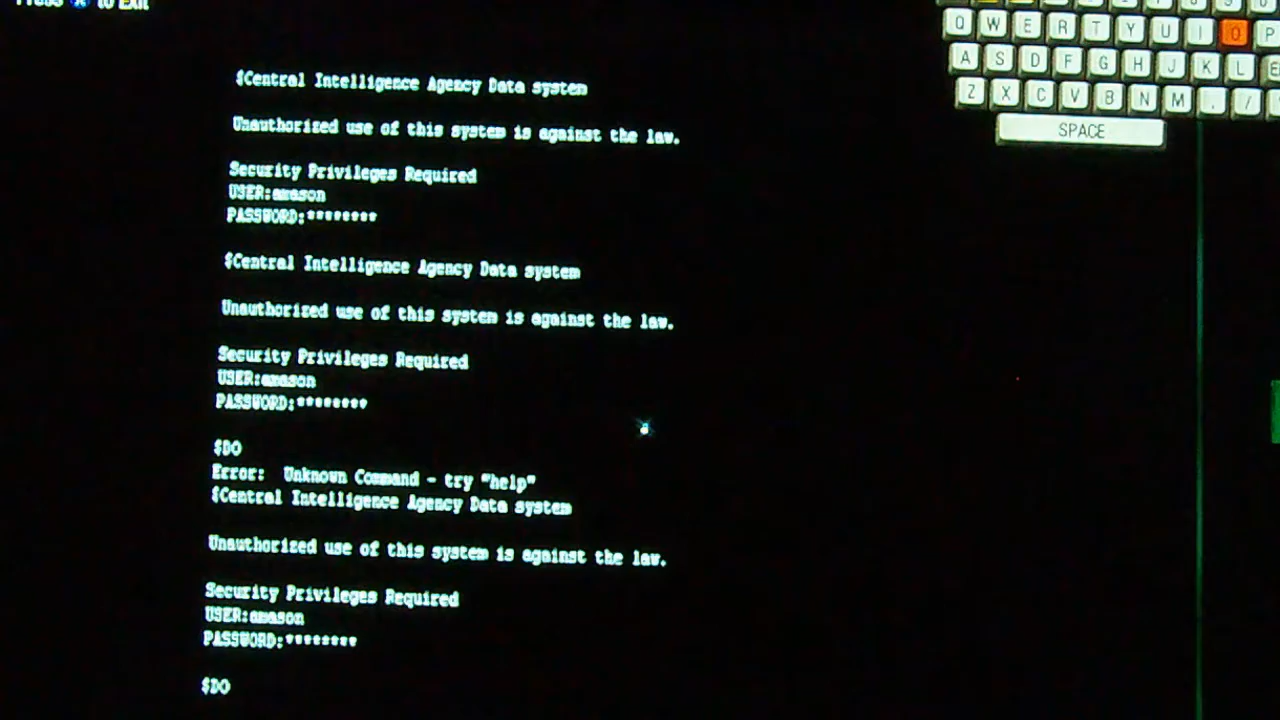 to Exit
$Central Intelligence Agency Data system
Unauthorized use of this system is against the law.
Security Privileges Required
USER:amason
PASSWORD:********
$Central Intelligence Agency Data system
Unauthorized use of this system is against the law.
Security Privileges Required
USER:amason
PASSWORD:********
$DO
Error: Unknown Command - try "help"
$Central Intelligence Agency Data system
Unauthorized use of this system is against the law.
Security Privileges Required
USER:amason
PASSWORD:********
$DO
Q W E R T Y U I O P
A S D F G H J K L
Z X C V B N M . /
SPACE